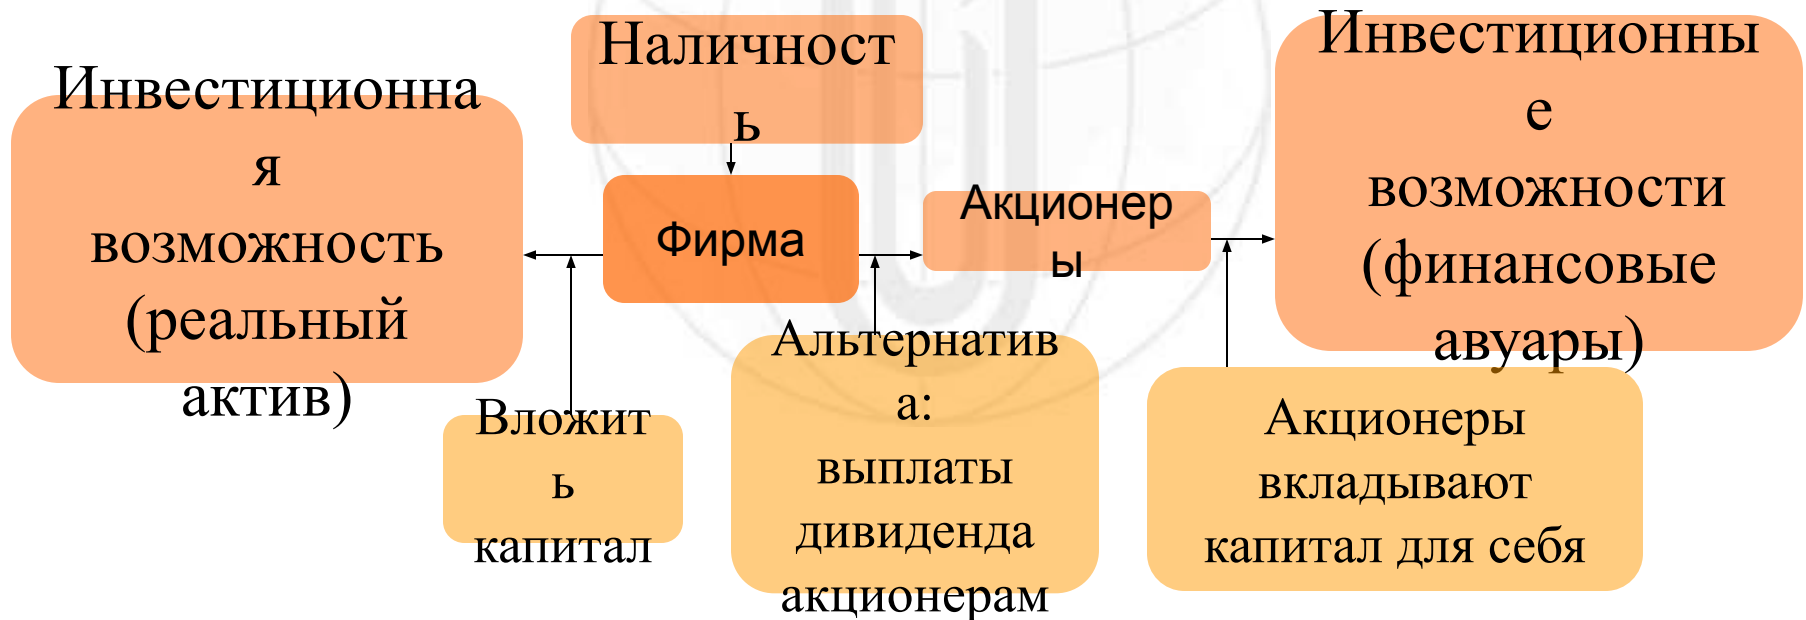 Наличност
ь
Инвестиционна
я
возможность
(реальный
актив)
Фирма
Акционер
ы
Инвестиционны
е
возможности
(финансовые
авуары)
Вложит
ь
капитал
Альтернатив
а:
выплаты
дивиденда
акционерам
Акционеры
вкладывают
капитал для себя